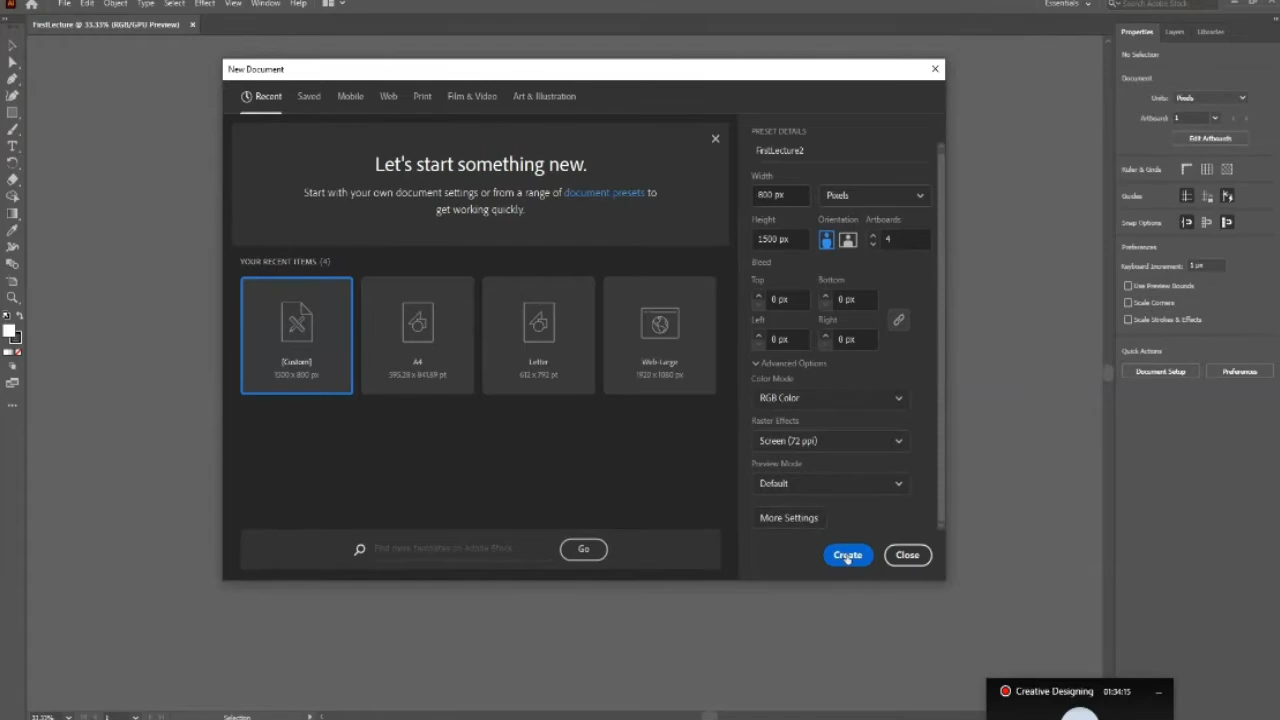 Ai File Edit Object Type Select Effect View Window Help Essentials Search Adobe Stock
FirstLecture @ 33.33% (RGB/GPU Preview) ×
New Document
Recent Saved Mobile Web Print Film & Video Art & Illustration
Let's start something new.
Start with your own document settings or from a range of document presets to
get working quickly.
YOUR RECENT ITEMS (4)
[Custom]
1500 x 800 px
A4
595.28 x 841.89 pt
Letter
612 x 792 pt
Web-Large
1920 x 1080 px
Find more templates on Adobe Stock
Go
PRESET DETAILS
FirstLecture2
Width
800 px Pixels
Height Orientation Artboards
1500 px 4
Bleed
Top Bottom
0 px 0 px
Left Right
0 px 0 px
Advanced Options
Color Mode
RGB Color
Raster Effects
Screen (72 ppi)
Preview Mode
Default
More Settings
Create Close
Properties Layers Libraries
No Selection
Document
Units: Pixels
Artboard: 1
Edit Artboards
Ruler & Grids
Guides
Snap Options
Preferences
Keyboard Increment: 1 px
Use Preview Bounds
Scale Corners
Scale Strokes & Effects
Quick Actions
Document Setup Preferences
Creative Designing 01:34:15
33.33% 1 Selection